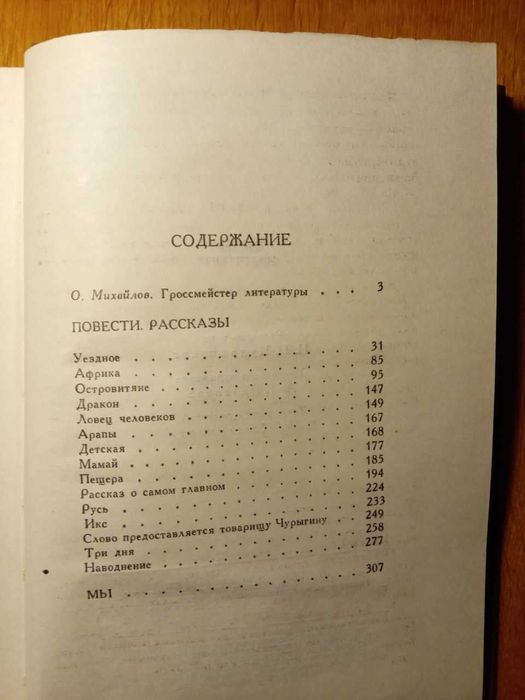 СОДЕРЖАНИЕ
О. Михайлов. Гроссмейстер литературы . . . 3
ПОВЕСТИ. РАССКАЗЫ
Уездное . . . . . . . . . . . . . 31
Африка . . . . . . . . . . . . . 85
Островитяне . . . . . . . . . . . 95
Дракон . . . . . . . . . . . . . 147
Ловец человеков . . . . . . . . . 149
Арапы . . . . . . . . . . . . . 167
Детская . . . . . . . . . . . . . 168
Мамай . . . . . . . . . . . . . 177
Пещера . . . . . . . . . . . . . 185
Рассказ о самом главном . . . . . . 194
Русь . . . . . . . . . . . . . . 224
Икс . . . . . . . . . . . . . . 233
Слово предоставляется товарищу Чурыгину . . 249
Три дня . . . . . . . . . . . . . 258
Наводнение . . . . . . . . . . . 277
МЫ . . . . . . . . . . . . . . 307